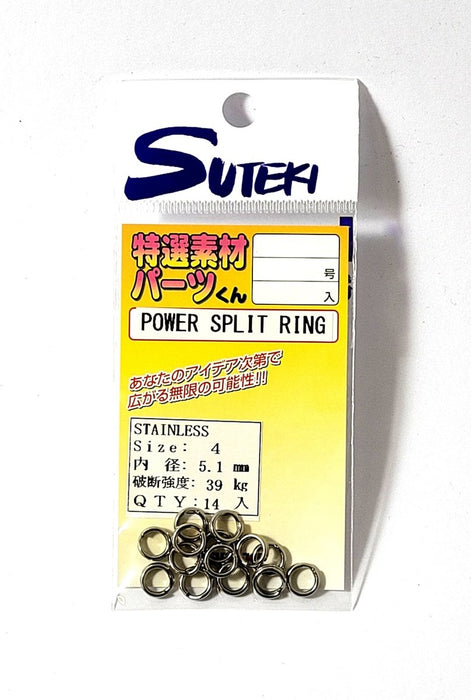 SUTEKI
特選素材
パーツくん
号
入
POWER SPLIT RING
あなたのアイデア次第で
広がる無限の可能性!!
STAINLESS
Size: 4
内 径: 5.1 mm
破断強度: 39 kg
QTY: 14 入